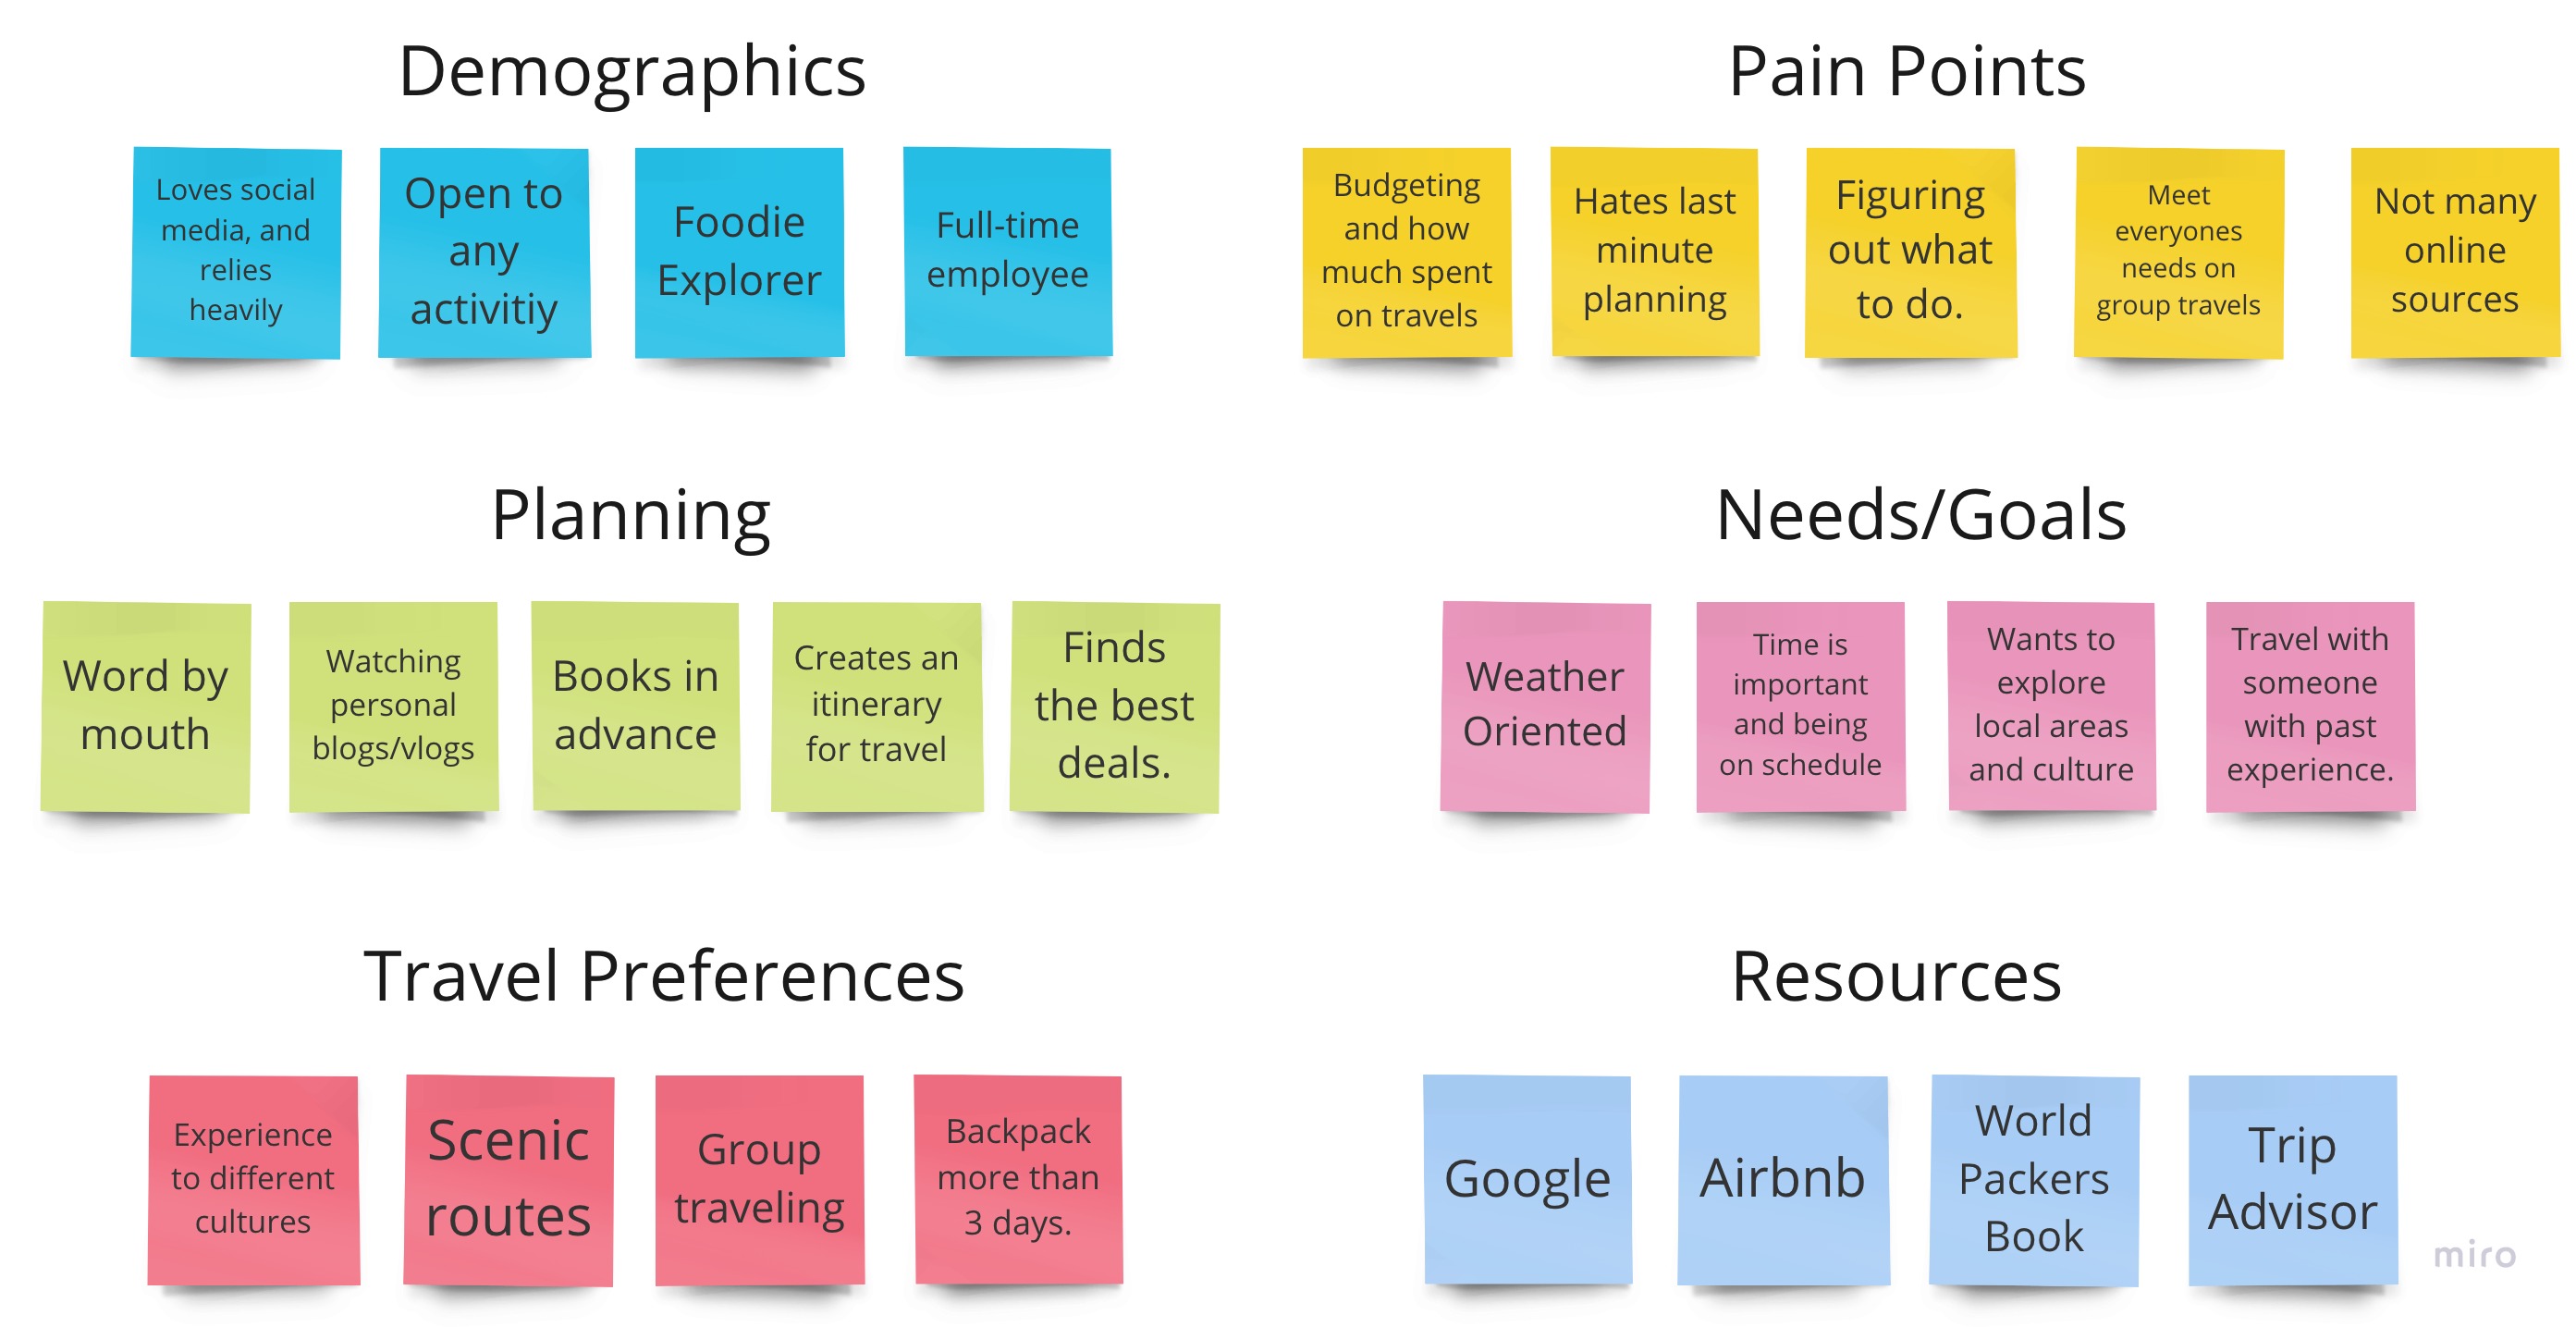 Demographics
Loves social
media, and
relies
heavily
Open to
any
activitiy
Foodie
Explorer
Full-time
employee
Pain Points
Budgeting
and how
much spent
on travels
Hates last
minute
planning
Figuring
out what
to do.
Meet
everyones
needs on
group travels
Not many
online
sources
Planning
Word by
mouth
Watching
personal
blogs/vlogs
Books in
advance
Creates an
itinerary
for travel
Finds
the best
deals.
Needs/Goals
Weather
Oriented
Time is
important
and being
on schedule
Wants to
explore
local areas
and culture
Travel with
someone
with past
experience.
Travel Preferences
Experience
to different
cultures
Scenic
routes
Group
traveling
Backpack
more than
3 days.
Resources
Google
Airbnb
World
Packers
Book
Trip
Advisor
miro